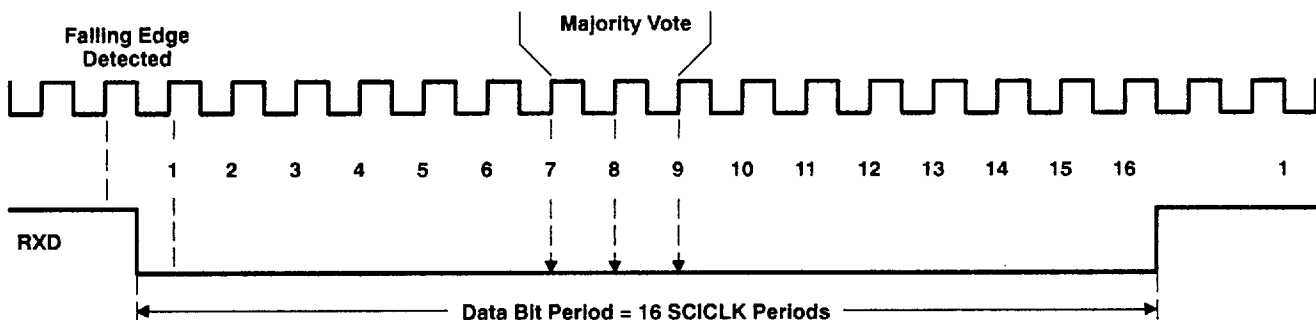 Majority Vote
Falling Edge
Detected
1 2 3 4 5 6 7 8 9 10 11 12 13 14 15 16 1
RXD
Data Bit Period = 16 SCICLK Periods